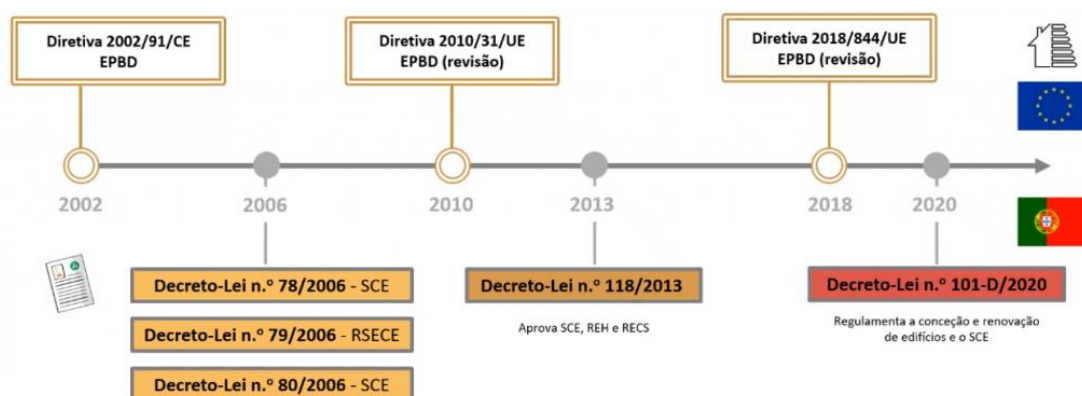 Diretiva 2002/91/CE
EPBD
Diretiva 2010/31/UE
EPBD (revisão)
Diretiva 2018/844/UE
EPBD (revisão)
2002
2006
2010
2013
2018
2020
Decreto-Lei n.º 78/2006 - SCE
Decreto-Lei n.º 79/2006 - RSECE
Decreto-Lei n.º 80/2006 - SCE
Decreto-Lei n.º 118/2013
Aprova SCE, REH e RECS
Decreto-Lei n.º 101-D/2020
Regulamenta a conceção e renovação
de edifícios e o SCE